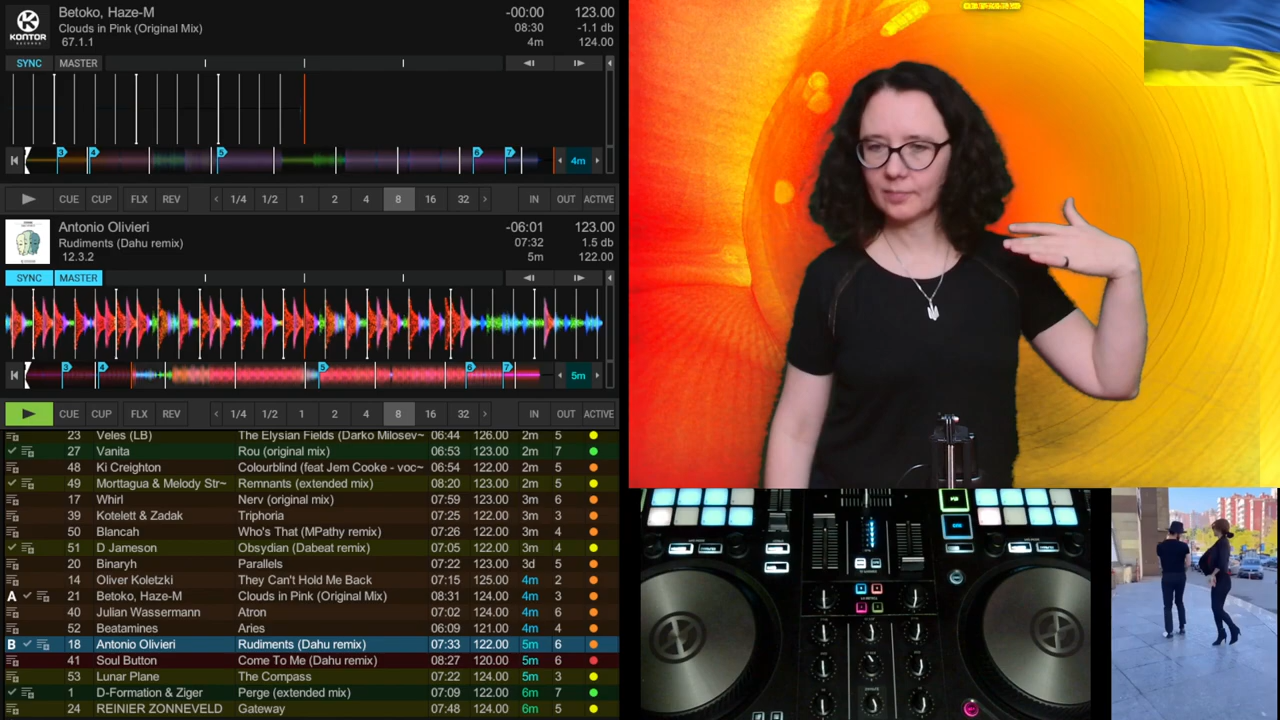 KONTOR
RECORDS
Betoko, Haze-M -00:00 123.00
Clouds in Pink (Original Mix) 08:30 -1.1 db
67.1.1 4m 124.00
SYNC MASTER
3 4 5 6 7 4m
CUE CUP FLX REV 1/4 1/2 1 2 4 8 16 32 IN OUT ACTIVE
Antonio Olivieri -06:01 123.00
Rudiments (Dahu remix) 07:32 1.5 db
12.3.2 5m 122.00
SYNC MASTER
3 4 5 6 7 5m
CUE CUP FLX REV 1/4 1/2 1 2 4 8 16 32 IN OUT ACTIVE
23 Veles (LB) The Elysian Fields (Darko Milosev~ 06:44 126.00 2m 5
27 Vanita Rou (original mix) 06:53 123.00 2m 7
48 Ki Creighton Colourblind (feat Jem Cooke - voc~ 06:54 122.00 2m 5
49 Morttagua & Melody Str~ Remnants (extended mix) 08:20 122.00 2m 5
17 Whirl Nerv (original mix) 07:59 123.00 3m 6
39 Kotelett & Zadak Triphoria 07:25 122.00 3m 3
50 Blancah Who's That (MPathy remix) 07:26 122.00 3m 4
51 D Jameson Obsydian (Dabeat remix) 07:05 122.00 3m 4
20 Binaryh Parallels 07:22 123.00 3d 5
14 Oliver Koletzki They Can't Hold Me Back 07:15 125.00 4m 2
A 21 Betoko, Haze-M Clouds in Pink (Original Mix) 08:31 124.00 4m 3
40 Julian Wassermann Atron 07:02 124.00 4m 6
52 Beatamines Aries 06:09 121.00 4m 4
B 18 Antonio Olivieri Rudiments (Dahu remix) 07:33 122.00 5m 6
41 Soul Button Come To Me (Dahu remix) 08:27 120.00 5m 6
53 Lunar Plane The Compass 07:22 124.00 5m 3
1 D-Formation & Ziger Perge (extended mix) 07:09 122.00 6m 7
24 REINIER ZONNEVELD Gateway 07:48 124.00 6m 5